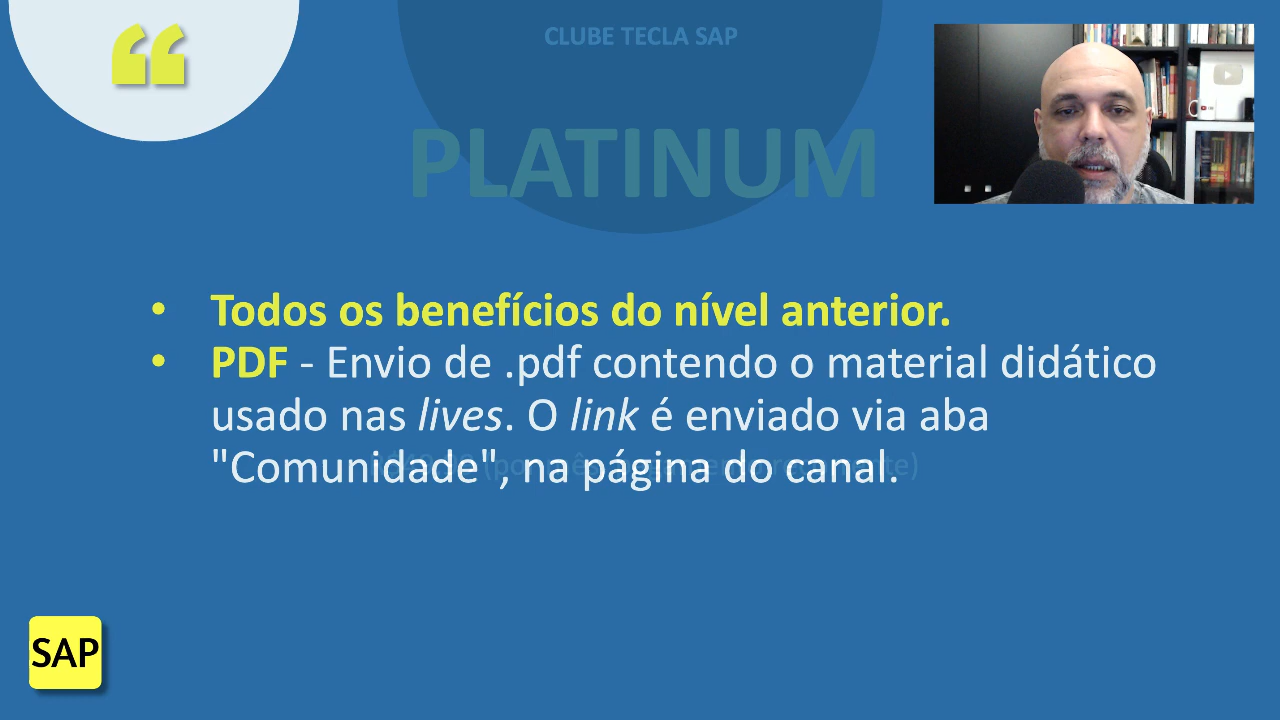 CLUBE TECLA SAP
PLATINUM
• Todos os benefícios do nível anterior.
• PDF - Envio de .pdf contendo o material didático
usado nas lives. O link é enviado via aba
"Comunidade", na página do canal.
SAP